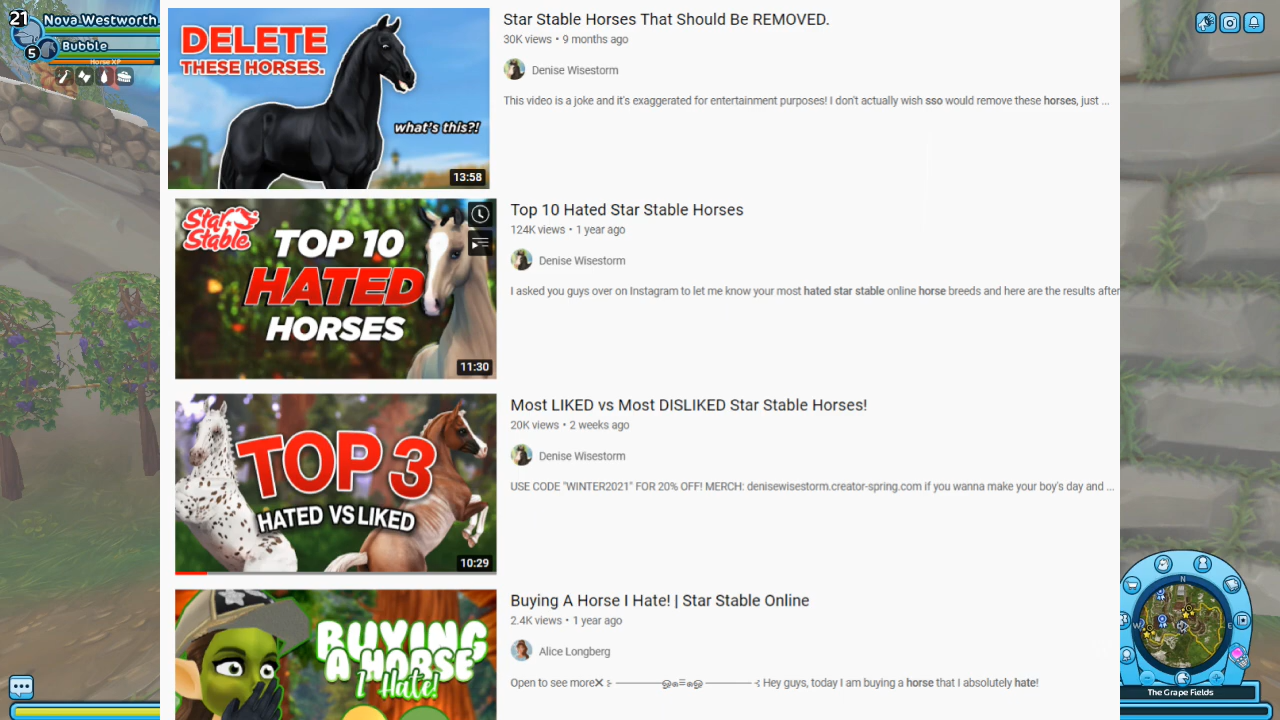 21
Nova Westworth
Bubble
5
Horse XP
DELETE
THESE HORSES.
what's this?!
13:58
Star Stable Horses That Should Be REMOVED.
30K views • 9 months ago
Denise Wisestorm
This video is a joke and it's exaggerated for entertainment purposes! I don't actually wish sso would remove these horses, just ...
Star Stable
TOP 10
HATED
HORSES
11:30
Top 10 Hated Star Stable Horses
124K views • 1 year ago
Denise Wisestorm
I asked you guys over on Instagram to let me know your most hated star stable online horse breeds and here are the results after
TOP 3
HATED VS LIKED
10:29
Most LIKED vs Most DISLIKED Star Stable Horses!
20K views • 2 weeks ago
Denise Wisestorm
USE CODE "WINTER2021" FOR 20% OFF! MERCH: denisewisestorm.creator-spring.com if you wanna make your boy's day and ...
BUYING
A HORSE
I Hate!
Buying A Horse I Hate! | Star Stable Online
2.4K views • 1 year ago
Alice Longberg
Open to see more Hey guys, today I am buying a horse that I absolutely hate!
N
W
E
The Grape Fields